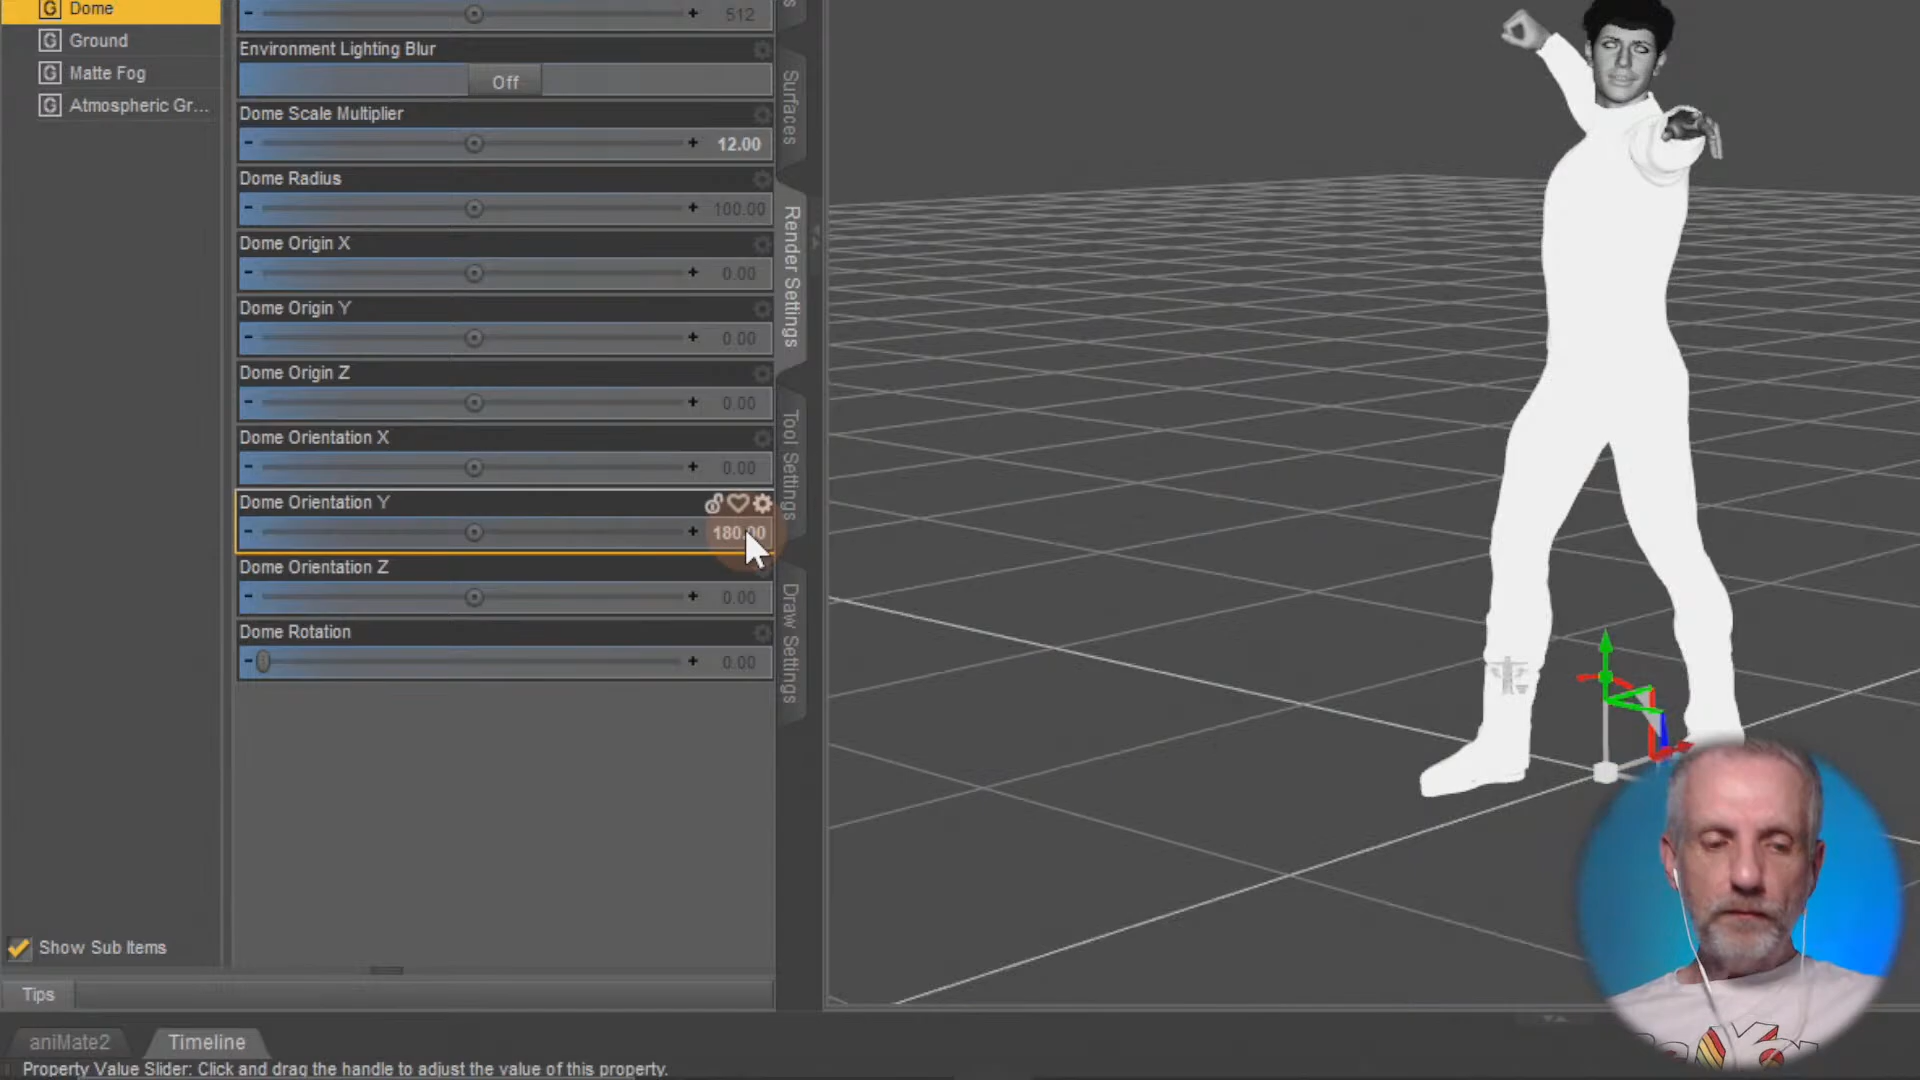 Dome
Ground
Matte Fog
Atmospheric Gr...
512
Environment Lighting Blur
Off
Dome Scale Multiplier
12.00
Dome Radius
100.00
Dome Origin X
0.00
Dome Origin Y
0.00
Dome Origin Z
0.00
Dome Orientation X
0.00
Dome Orientation Y
180.00
Dome Orientation Z
0.00
Dome Rotation
0.00
Surfaces
Render Settings
Tool Settings
Draw Settings
Show Sub Items
Tips
aniMate2
Timeline
Property Value Slider: Click and drag the handle to adjust the value of this property.